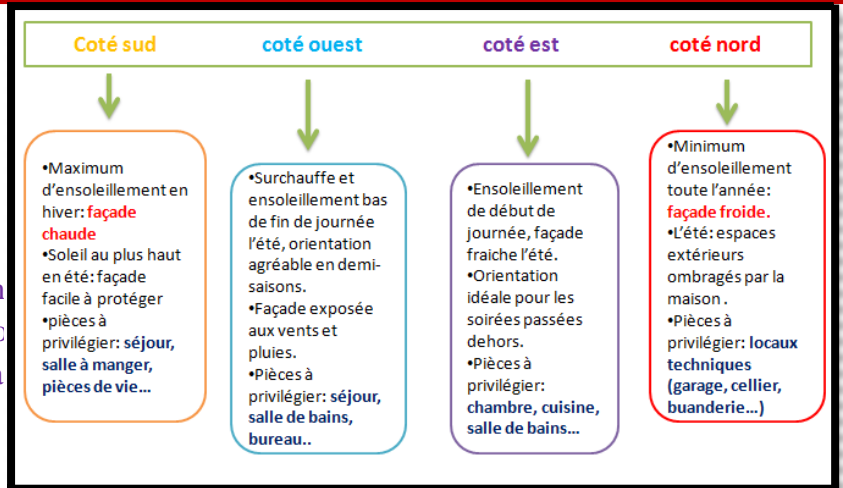 Coté sud
coté ouest
coté est
coté nord
•Maximum
d’ensoleillement en
hiver: façade
chaude
•Soleil au plus haut
en été: façade
facile à protéger
•pièces à
privilégier: séjour,
salle à manger,
pièces de vie…
•Surchauffe et
ensoleillement bas
de fin de journée
l’été, orientation
agréable en demi-
saisons.
•Façade exposée
aux vents et
pluies.
•Pièces à
privilégier: séjour,
salle de bains,
bureau..
•Ensoleillement
de début de
journée, façade
fraiche l’été.
•Orientation
idéale pour les
soirées passées
dehors.
•Pièces à
privilégier:
chambre, cuisine,
salle de bains…
•Minimum
d’ensoleillement
toute l’année:
façade froide.
•L’été: espaces
extérieurs
ombragés par la
maison .
•Pièces à
privilégier: locaux
techniques
(garage, cellier,
buanderie…)